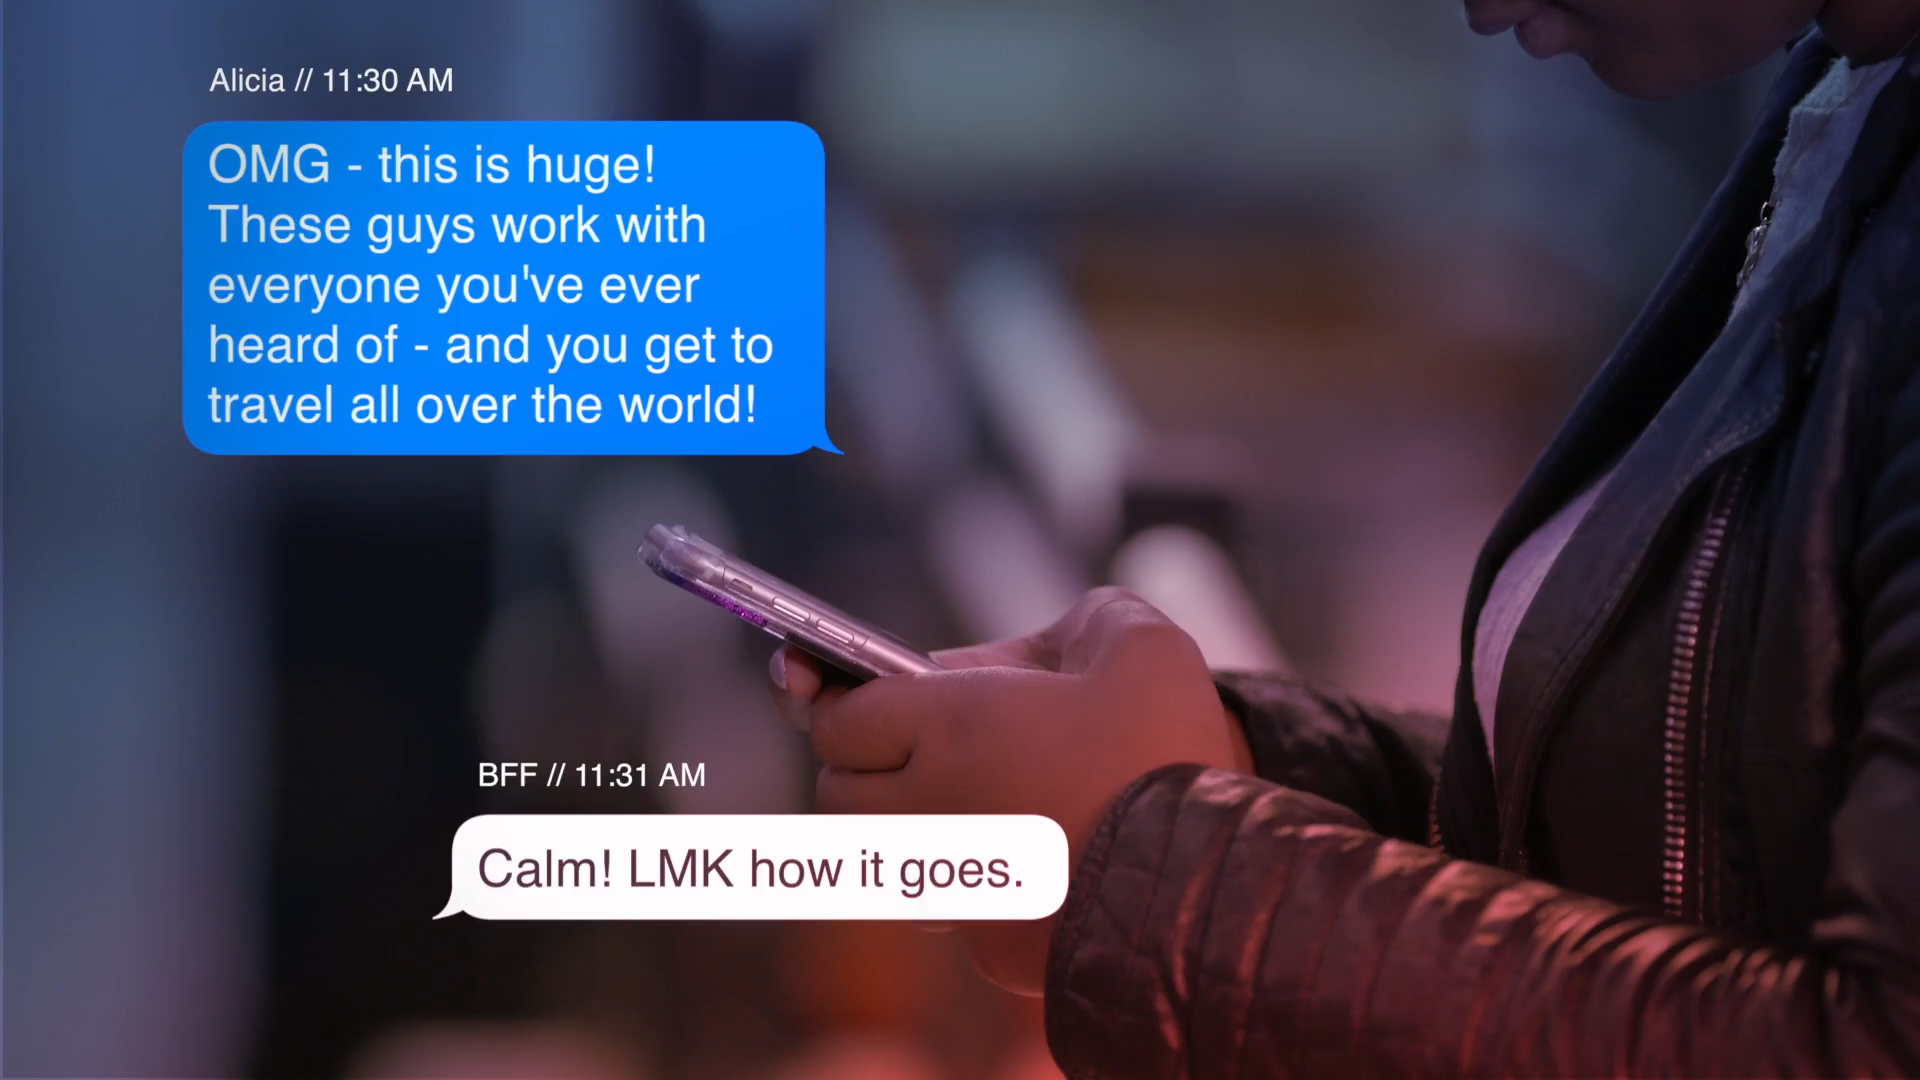 Alicia // 11:30 AM
OMG - this is huge!
These guys work with
everyone you've ever
heard of - and you get to
travel all over the world!
BFF // 11:31 AM
Calm! LMK how it goes.